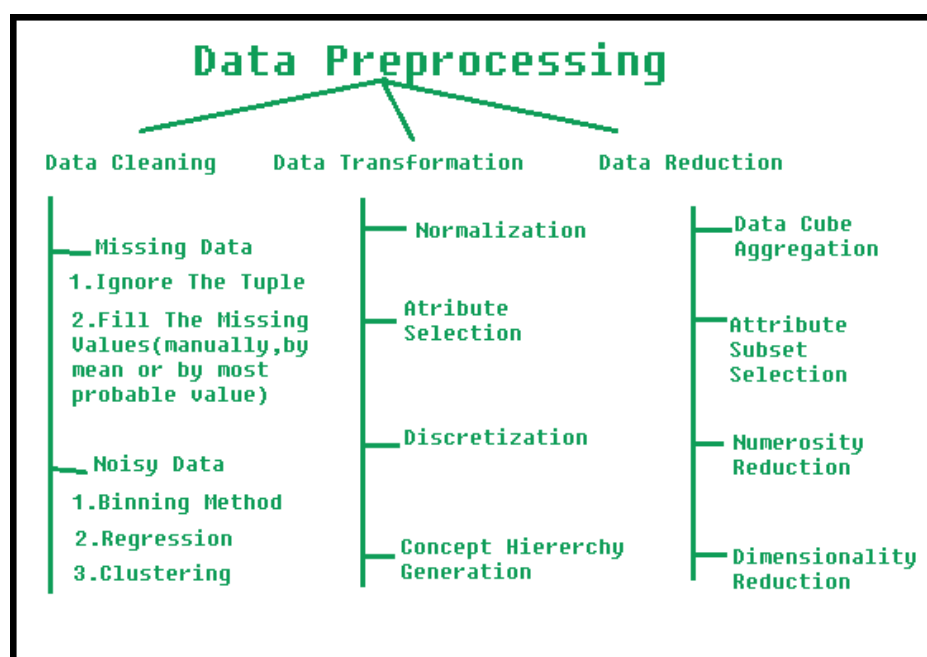 Data Preprocessing
Data Cleaning
Missing Data
1.Ignore The Tuple
2.Fill The Missing
Values(manually,by
mean or by most
probable value)
Noisy Data
1.Binning Method
2.Regression
3.Clustering
Data Transformation
Normalization
Atribute
Selection
Discretization
Concept Hiererchy
Generation
Data Reduction
Data Cube
Aggregation
Attribute
Subset
Selection
Numerosity
Reduction
Dimensionality
Reduction